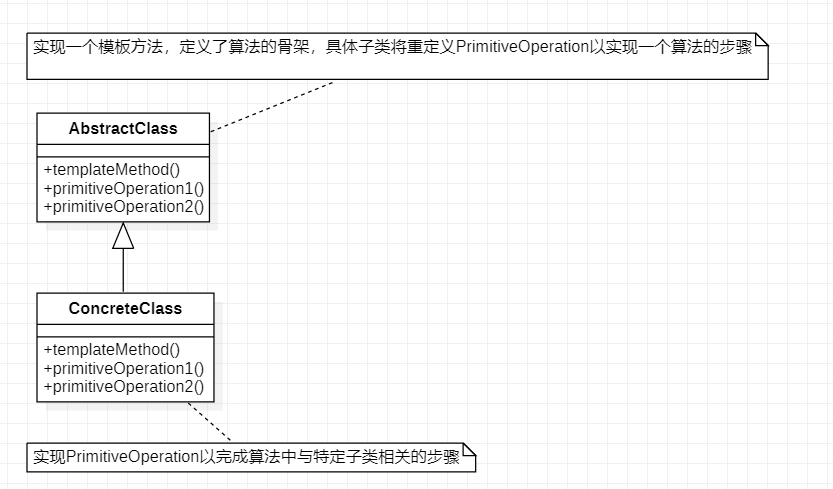 实现一个模板方法，定义了算法的骨架，具体子类将重定义PrimitiveOperation以实现一个算法的步骤
AbstractClass
+templateMethod()
+primitiveOperation1()
+primitiveOperation2()
ConcreteClass
+templateMethod()
+primitiveOperation1()
+primitiveOperation2()
实现PrimitiveOperation以完成算法中与特定子类相关的步骤